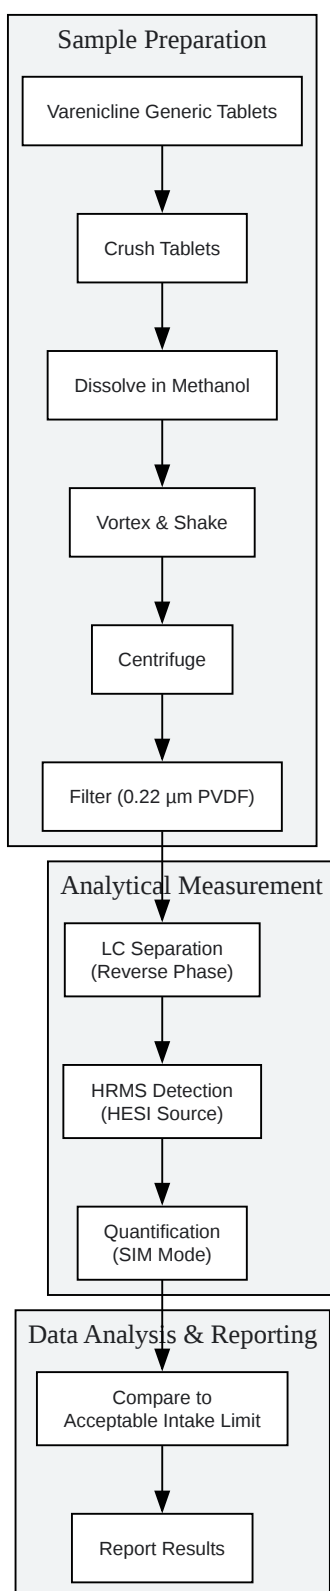 Sample Preparation
Varenicline Generic Tablets
Crush Tablets
Dissolve in Methanol
Vortex & Shake
Centrifuge
Filter (0.22 µm PVDF)
Analytical Measurement
LC Separation
(Reverse Phase)
HRMS Detection
(HESI Source)
Quantification
(SIM Mode)
Data Analysis & Reporting
Compare to
Acceptable Intake Limit
Report Results